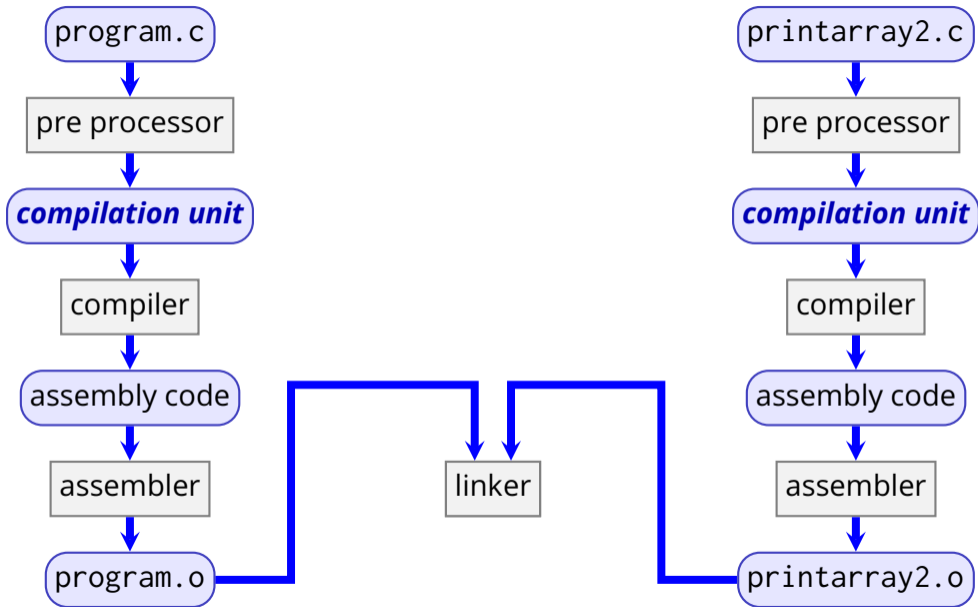 program.c
pre processor
compilation unit
compiler
assembly code
assembler
program.o
linker
printarray2.c
pre processor
compilation unit
compiler
assembly code
assembler
printarray2.o